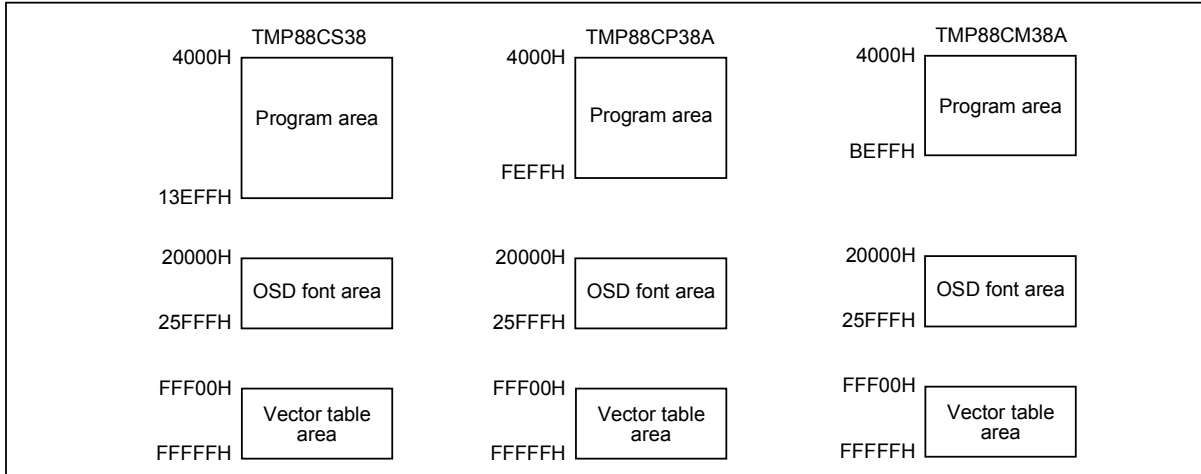 TMP88CS38
4000H
Program area
13EFFH
20000H
OSD font area
25FFFH
FFF00H
Vector table
area
FFFFFH
TMP88CP38A
4000H
Program area
FEFFH
20000H
OSD font area
25FFFH
FFF00H
Vector table
area
FFFFFH
TMP88CM38A
4000H
Program area
BEFFH
20000H
OSD font area
25FFFH
FFF00H
Vector table
area
FFFFFH